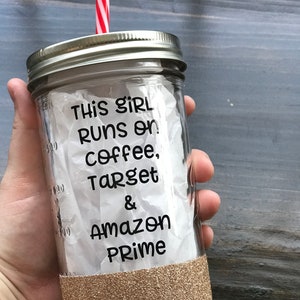 THIS GIRL
RUNS ON
COFFEE,
TARGET
&
AMAZON
PRIME